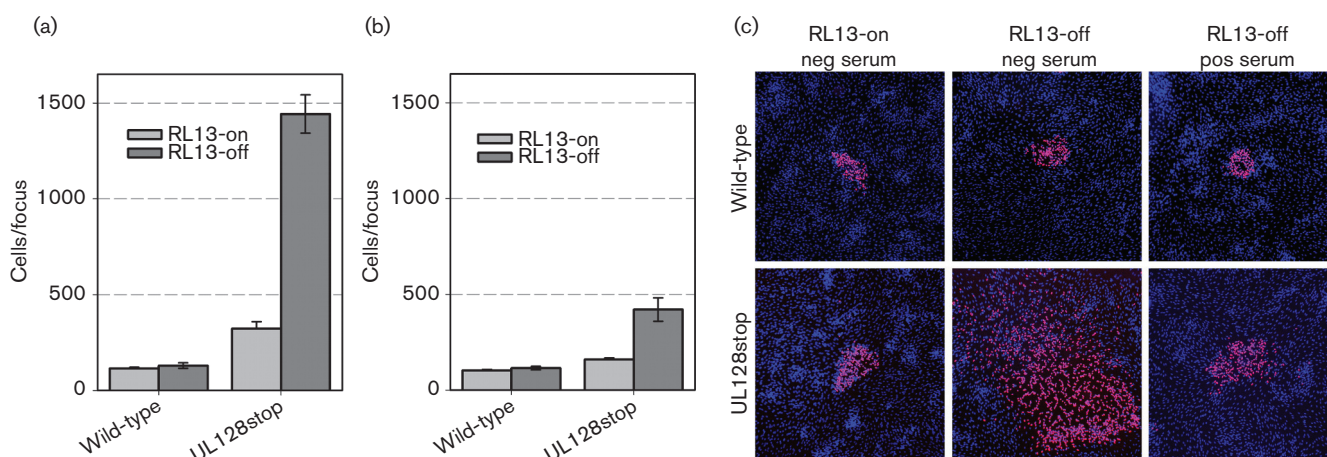 (a)
1500
1000
500
0
Cells/focus
RL13-on
RL13-off
Wild-type
UL128stop
(b)
1500
1000
500
0
Cells/focus
RL13-on
RL13-off
Wild-type
UL128stop
(c)
RL13-on
neg serum
RL13-off
neg serum
RL13-off
pos serum
Wild-type
UL128stop